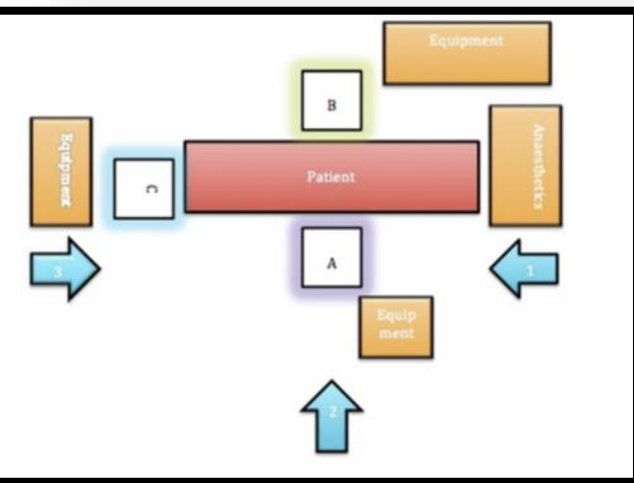 Equipment
B
Equipment
Anaesthetics
Patient
C
A
3
1
Equip
ment
2